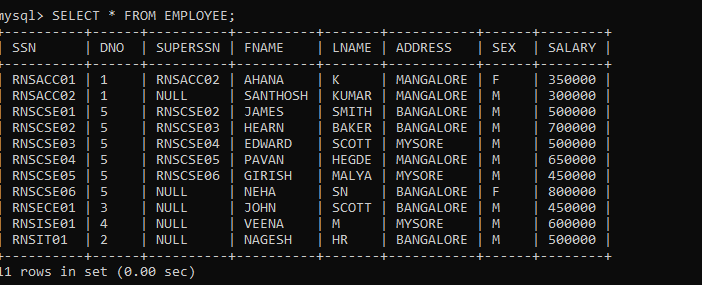 mysql> SELECT * FROM EMPLOYEE;
+----------+-----+----------+----------+--------+-----------+------+--------+
| SSN | DNO | SUPERSSN | FNAME | LNAME | ADDRESS | SEX | SALARY |
+----------+-----+----------+----------+--------+-----------+------+--------+
| RNSACC01 | 1 | RNSACC02 | AHANA | K | MANGALORE | F | 350000 |
| RNSACC02 | 1 | NULL | SANTHOSH | KUMAR | MANGALORE | M | 300000 |
| RNSCSE01 | 5 | RNSCSE02 | JAMES | SMITH | BANGALORE | M | 500000 |
| RNSCSE02 | 5 | RNSCSE03 | HEARN | BAKER | BANGALORE | M | 700000 |
| RNSCSE03 | 5 | RNSCSE04 | EDWARD | SCOTT | MYSORE | M | 500000 |
| RNSCSE04 | 5 | RNSCSE05 | PAVAN | HEGDE | MANGALORE | M | 650000 |
| RNSCSE05 | 5 | RNSCSE06 | GIRISH | MALYA | MYSORE | M | 450000 |
| RNSCSE06 | 5 | NULL | NEHA | SN | BANGALORE | F | 800000 |
| RNSECE01 | 3 | NULL | JOHN | SCOTT | BANGALORE | M | 450000 |
| RNSISE01 | 4 | NULL | VEENA | M | MYSORE | M | 600000 |
| RNSIT01 | 2 | NULL | NAGESH | HR | BANGALORE | M | 500000 |
+----------+-----+----------+----------+--------+-----------+------+--------+
11 rows in set (0.00 sec)